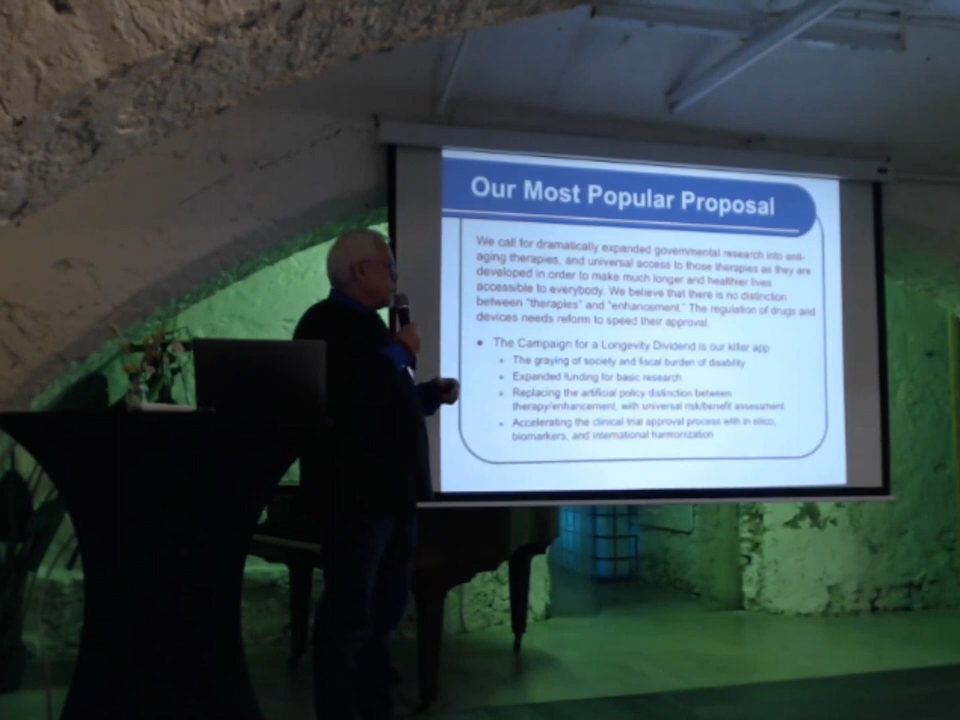 Our Most Popular Proposal
We call for dramatically expanded governmental research into anti-
aging therapies, and universal access to those therapies as they are
developed in order to make much longer and healthier lives
accessible to everybody. We believe that there is no distinction
between "therapies" and "enhancement." The regulation of drugs and
devices needs reform to speed their approval.
• The Campaign for a Longevity Dividend is our killer app
• The graying of society and fiscal burden of disability
• Expanded funding for basic research
• Replacing the artificial policy distinction between
therapy/enhancement, with universal risk/benefit assessment
• Accelerating the clinical trial approval process with in silico,
biomarkers, and international harmonization